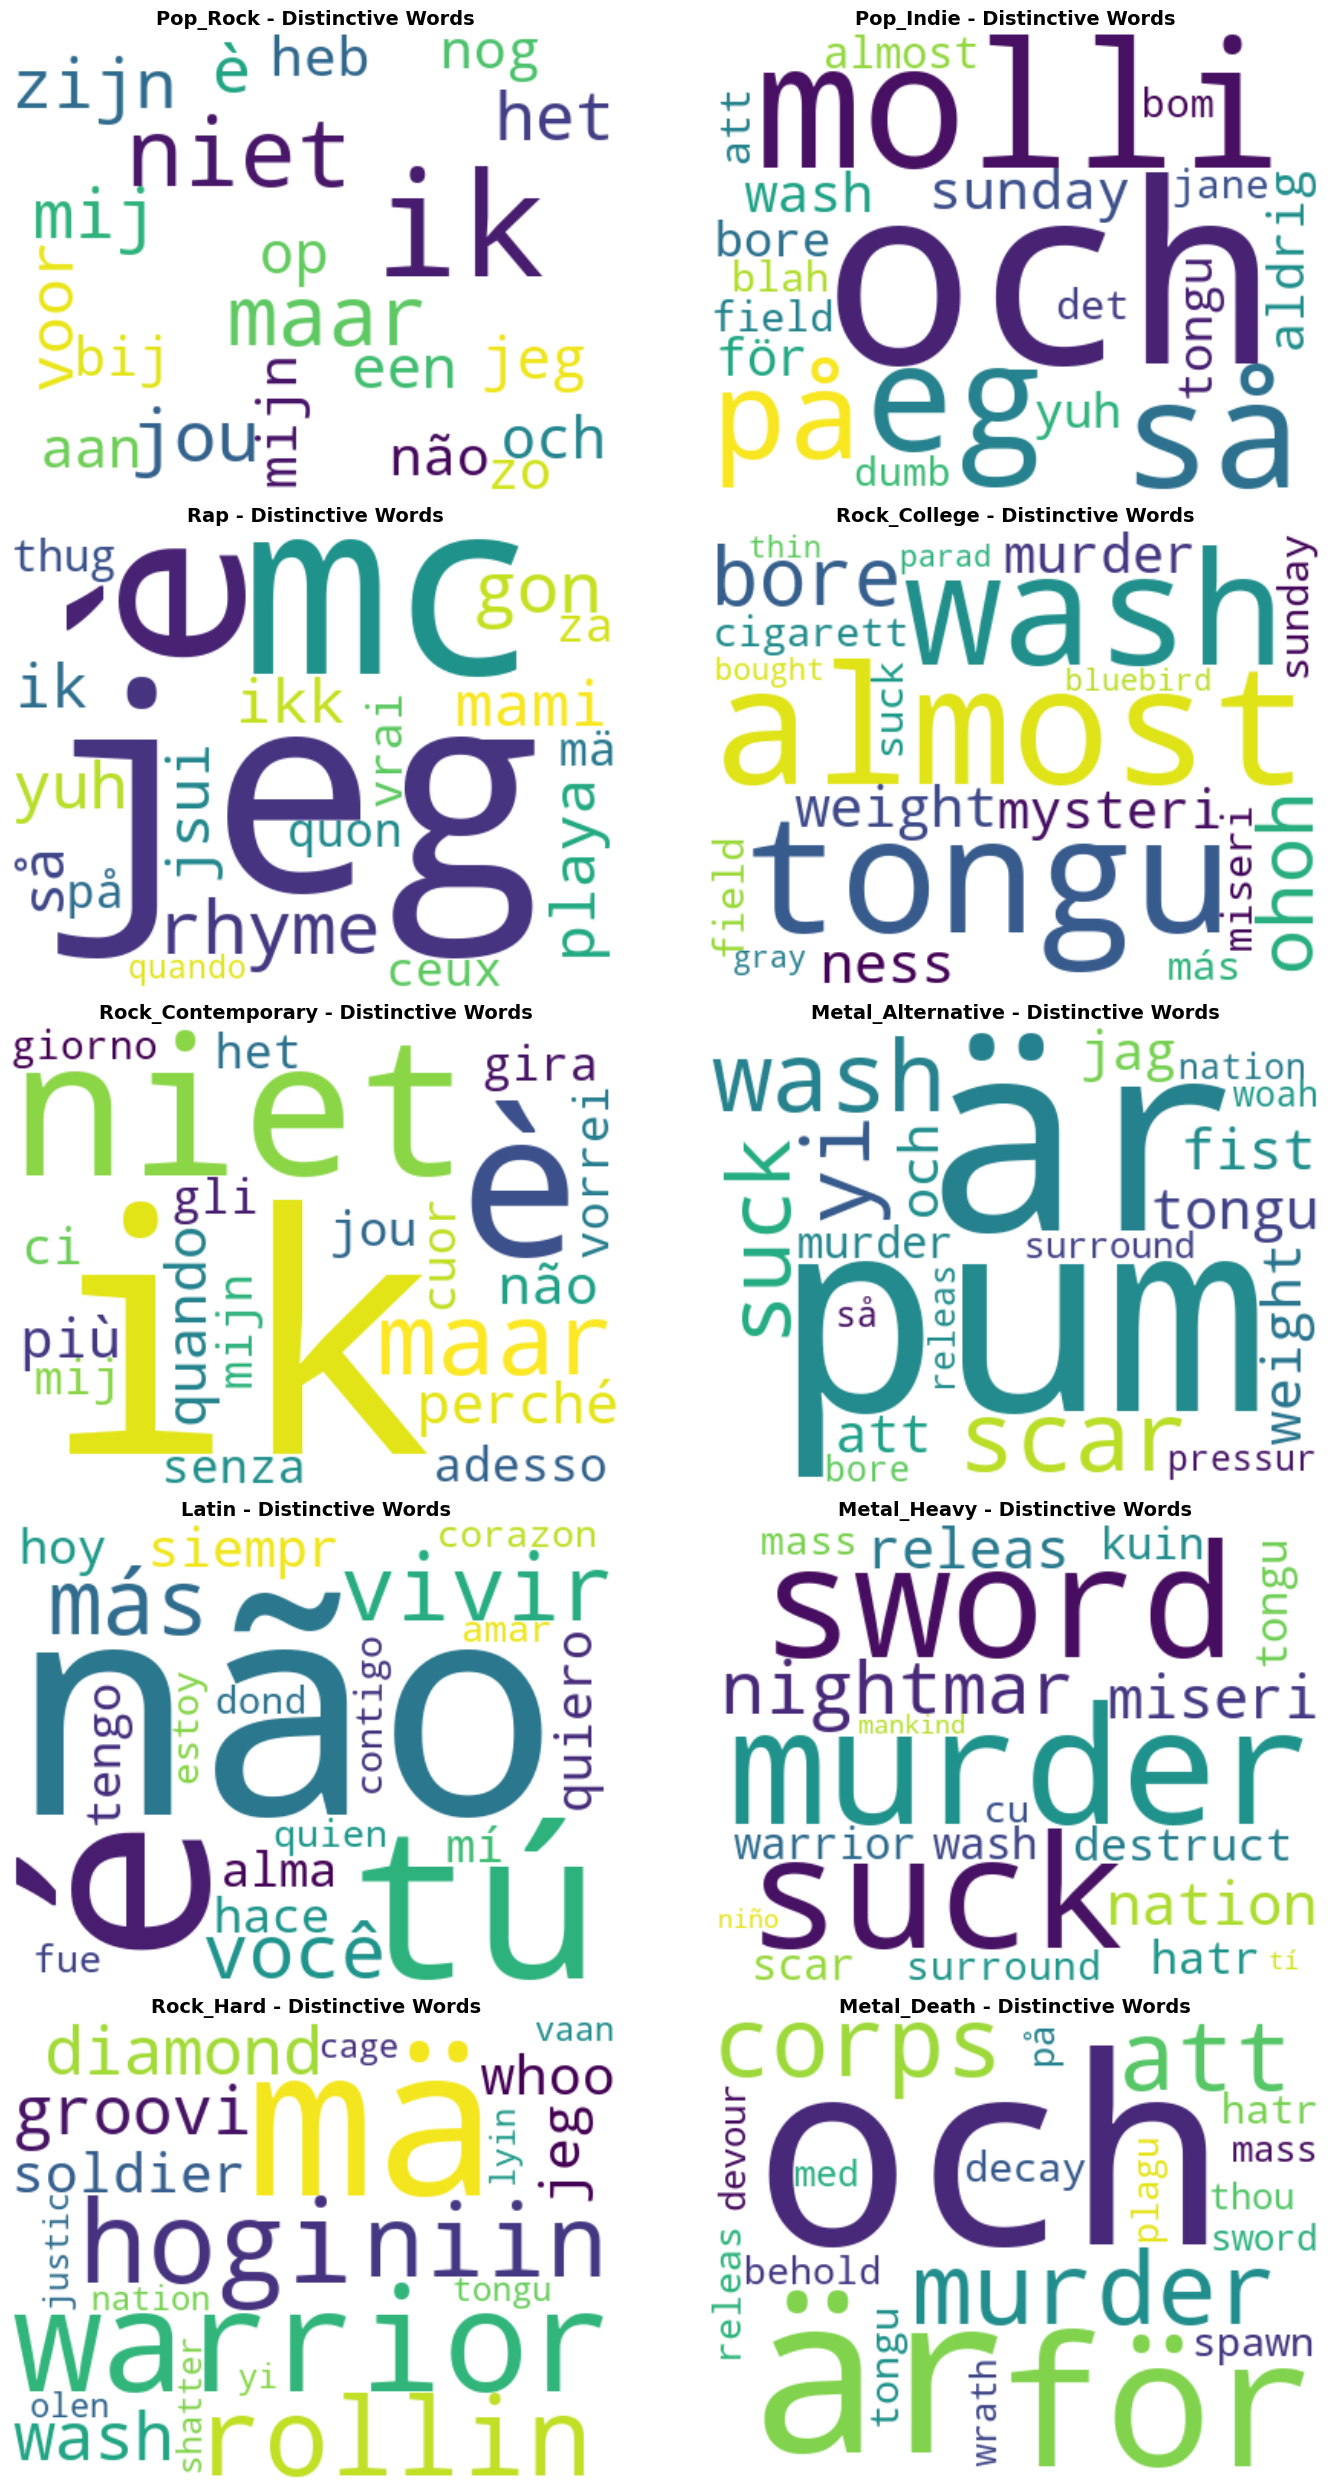 Pop_Rock - Distinctive Words
zijn
è
heb
nog
het
niet
ik
mij
op
voor
maar
bij
mijn
een
jeg
aan
jou
não
och
zo
Pop_Indie - Distinctive Words
almost
molli
bom
att
wash
sunday
jane
aldrig
bore
och
blah
field
det
tongu
för
på
eg
yuh
så
dumb
Rap - Distinctive Words
thug
è
mc
gon
za
ik
ikk
vrai
mami
mä
yuh
jsui
jeg
quon
playa
så
på
rhyme
quando
ceux
Rock_College - Distinctive Words
thin
bore
parad
murder
wash
sunday
cigarett
bought
suck
bluebird
almost
weight
mysteri
tongu
miseri
ohoh
field
gray
ness
más
Rock_Contemporary - Distinctive Words
giorno
het
gira
niet
è
vorrei
gli
ci
jou
cuor
não
ik
quando
mijn
più
mij
maar
perché
senza
adesso
Metal_Alternative - Distinctive Words
wash
är
jag
nation
woah
suck
yi
och
fist
tongu
murder
surround
pum
så
releas
weight
att
scar
bore
pressur
Latin - Distinctive Words
hoy
siempr
corazon
más
vivir
amar
não
tengo
estoy
dond
contigo
quiero
é
quien
mí
alma
tú
hace
você
fue
Metal_Heavy - Distinctive Words
mass
releas
kuin
sword
tongu
nightmar
miseri
mankind
murder
cu
warrior
wash
destruct
suck
niño
nation
scar
surround
hatr
tí
Rock_Hard - Distinctive Words
diamond
cage
vaan
mä
whoo
groovi
lyin
jeg
soldier
justic
hog
niin
nation
tongu
warrior
shatter
yi
olen
wash
rollin
Metal_Death - Distinctive Words
corps
på
att
devour
och
hatr
mass
med
decay
plagu
thou
sword
releas
behold
murder
är
tongu
för
spawn
wrath